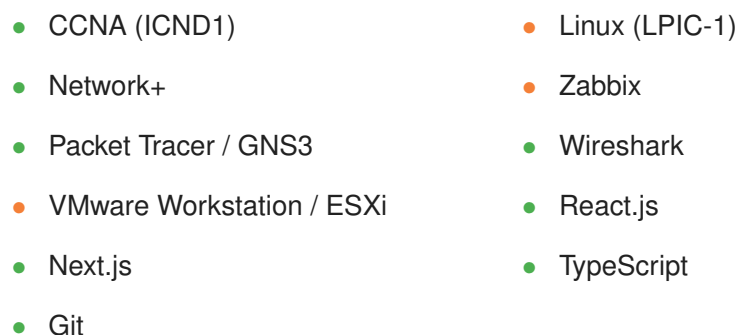 CCNA (ICND1)
Network+
Packet Tracer / GNS3
VMware Workstation / ESXi
Next.js
Git
Linux (LPIC-1)
Zabbix
Wireshark
React.js
TypeScript